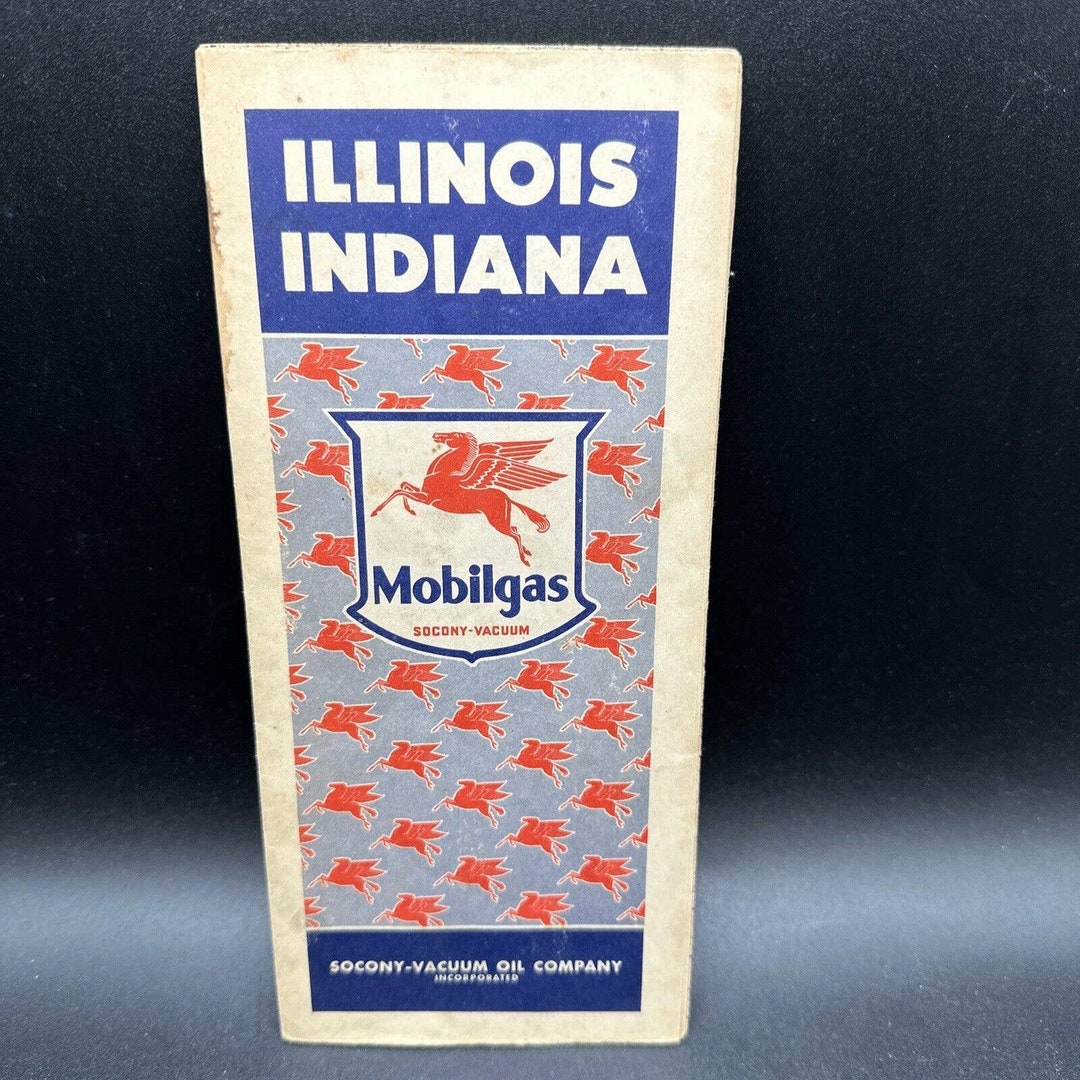 ILLINOIS
INDIANA
Mobilgas
SOCONY-VACUUM
SOCONY-VACUUM OIL COMPANY
INCORPORATED